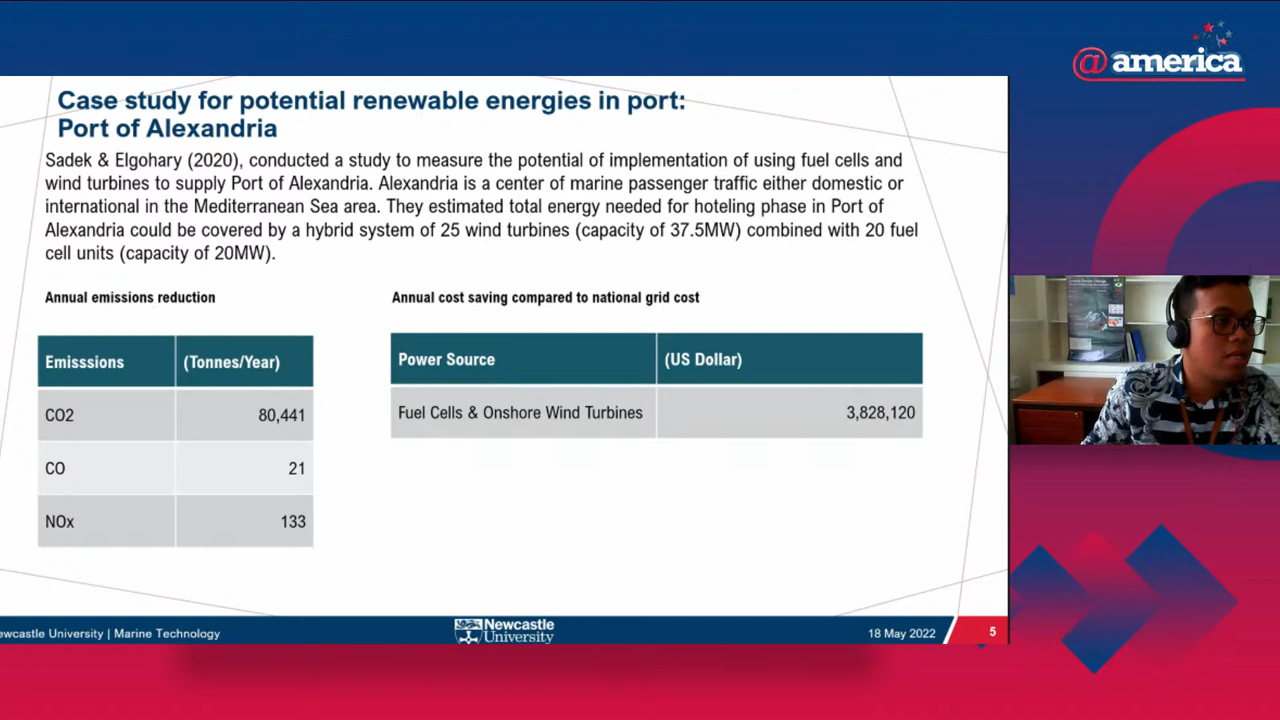 @america
Case study for potential renewable energies in port:
Port of Alexandria
Sadek & Elgohary (2020), conducted a study to measure the potential of implementation of using fuel cells and
wind turbines to supply Port of Alexandria. Alexandria is a center of marine passenger traffic either domestic or
international in the Mediterranean Sea area. They estimated total energy needed for hoteling phase in Port of
Alexandria could be covered by a hybrid system of 25 wind turbines (capacity of 37.5MW) combined with 20 fuel
cell units (capacity of 20MW).
Annual emissions reduction
Emisssions (Tonnes/Year)
CO2 80,441
CO 21
NOx 133
Annual cost saving compared to national grid cost
Power Source (US Dollar)
Fuel Cells & Onshore Wind Turbines 3,828,120
ewcastle University | Marine Technology
Newcastle
University
18 May 2022
5